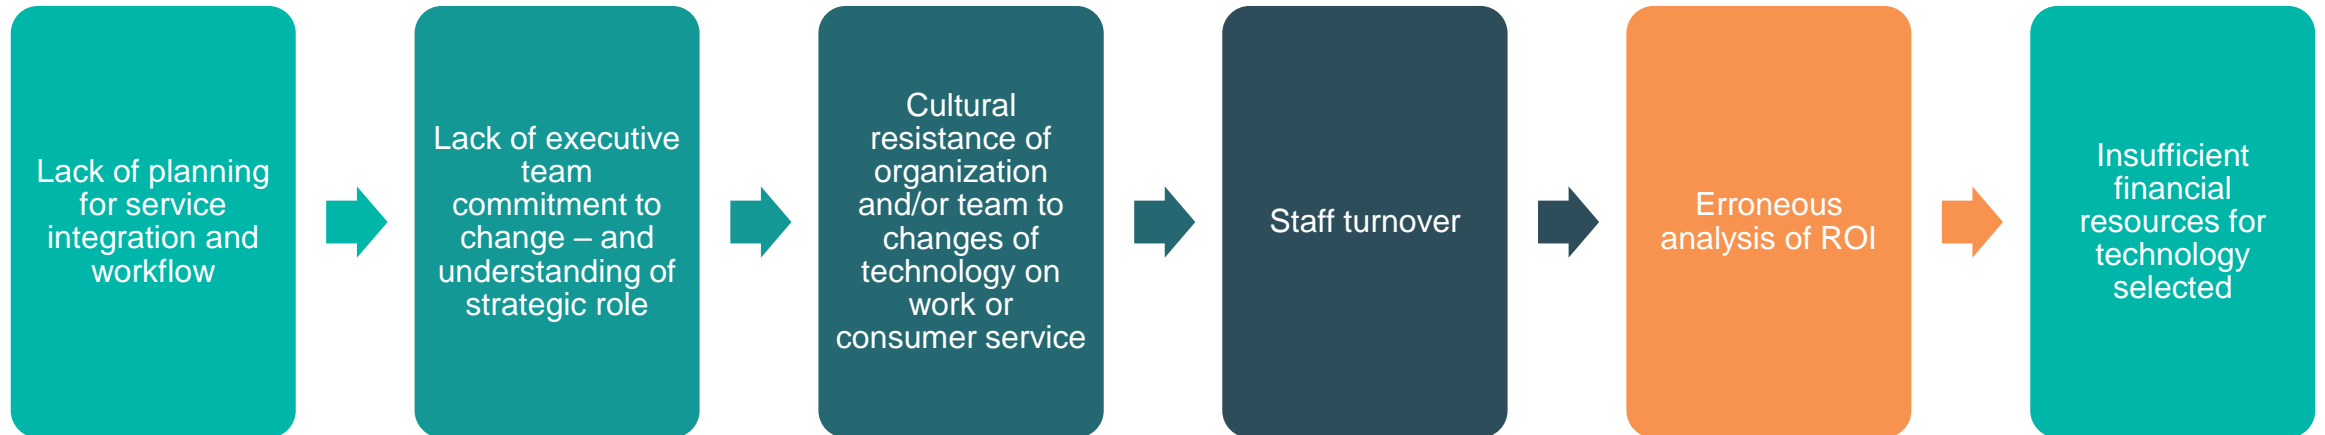 Lack of planning
for service
integration and
workflow
Lack of executive
team
commitment to
change – and
understanding of
strategic role
Cultural
resistance of
organization
and/or team to
changes of
technology on
work or
consumer service
Staff turnover
Erroneous
analysis of ROI
Insufficient
financial
resources for
technology
selected